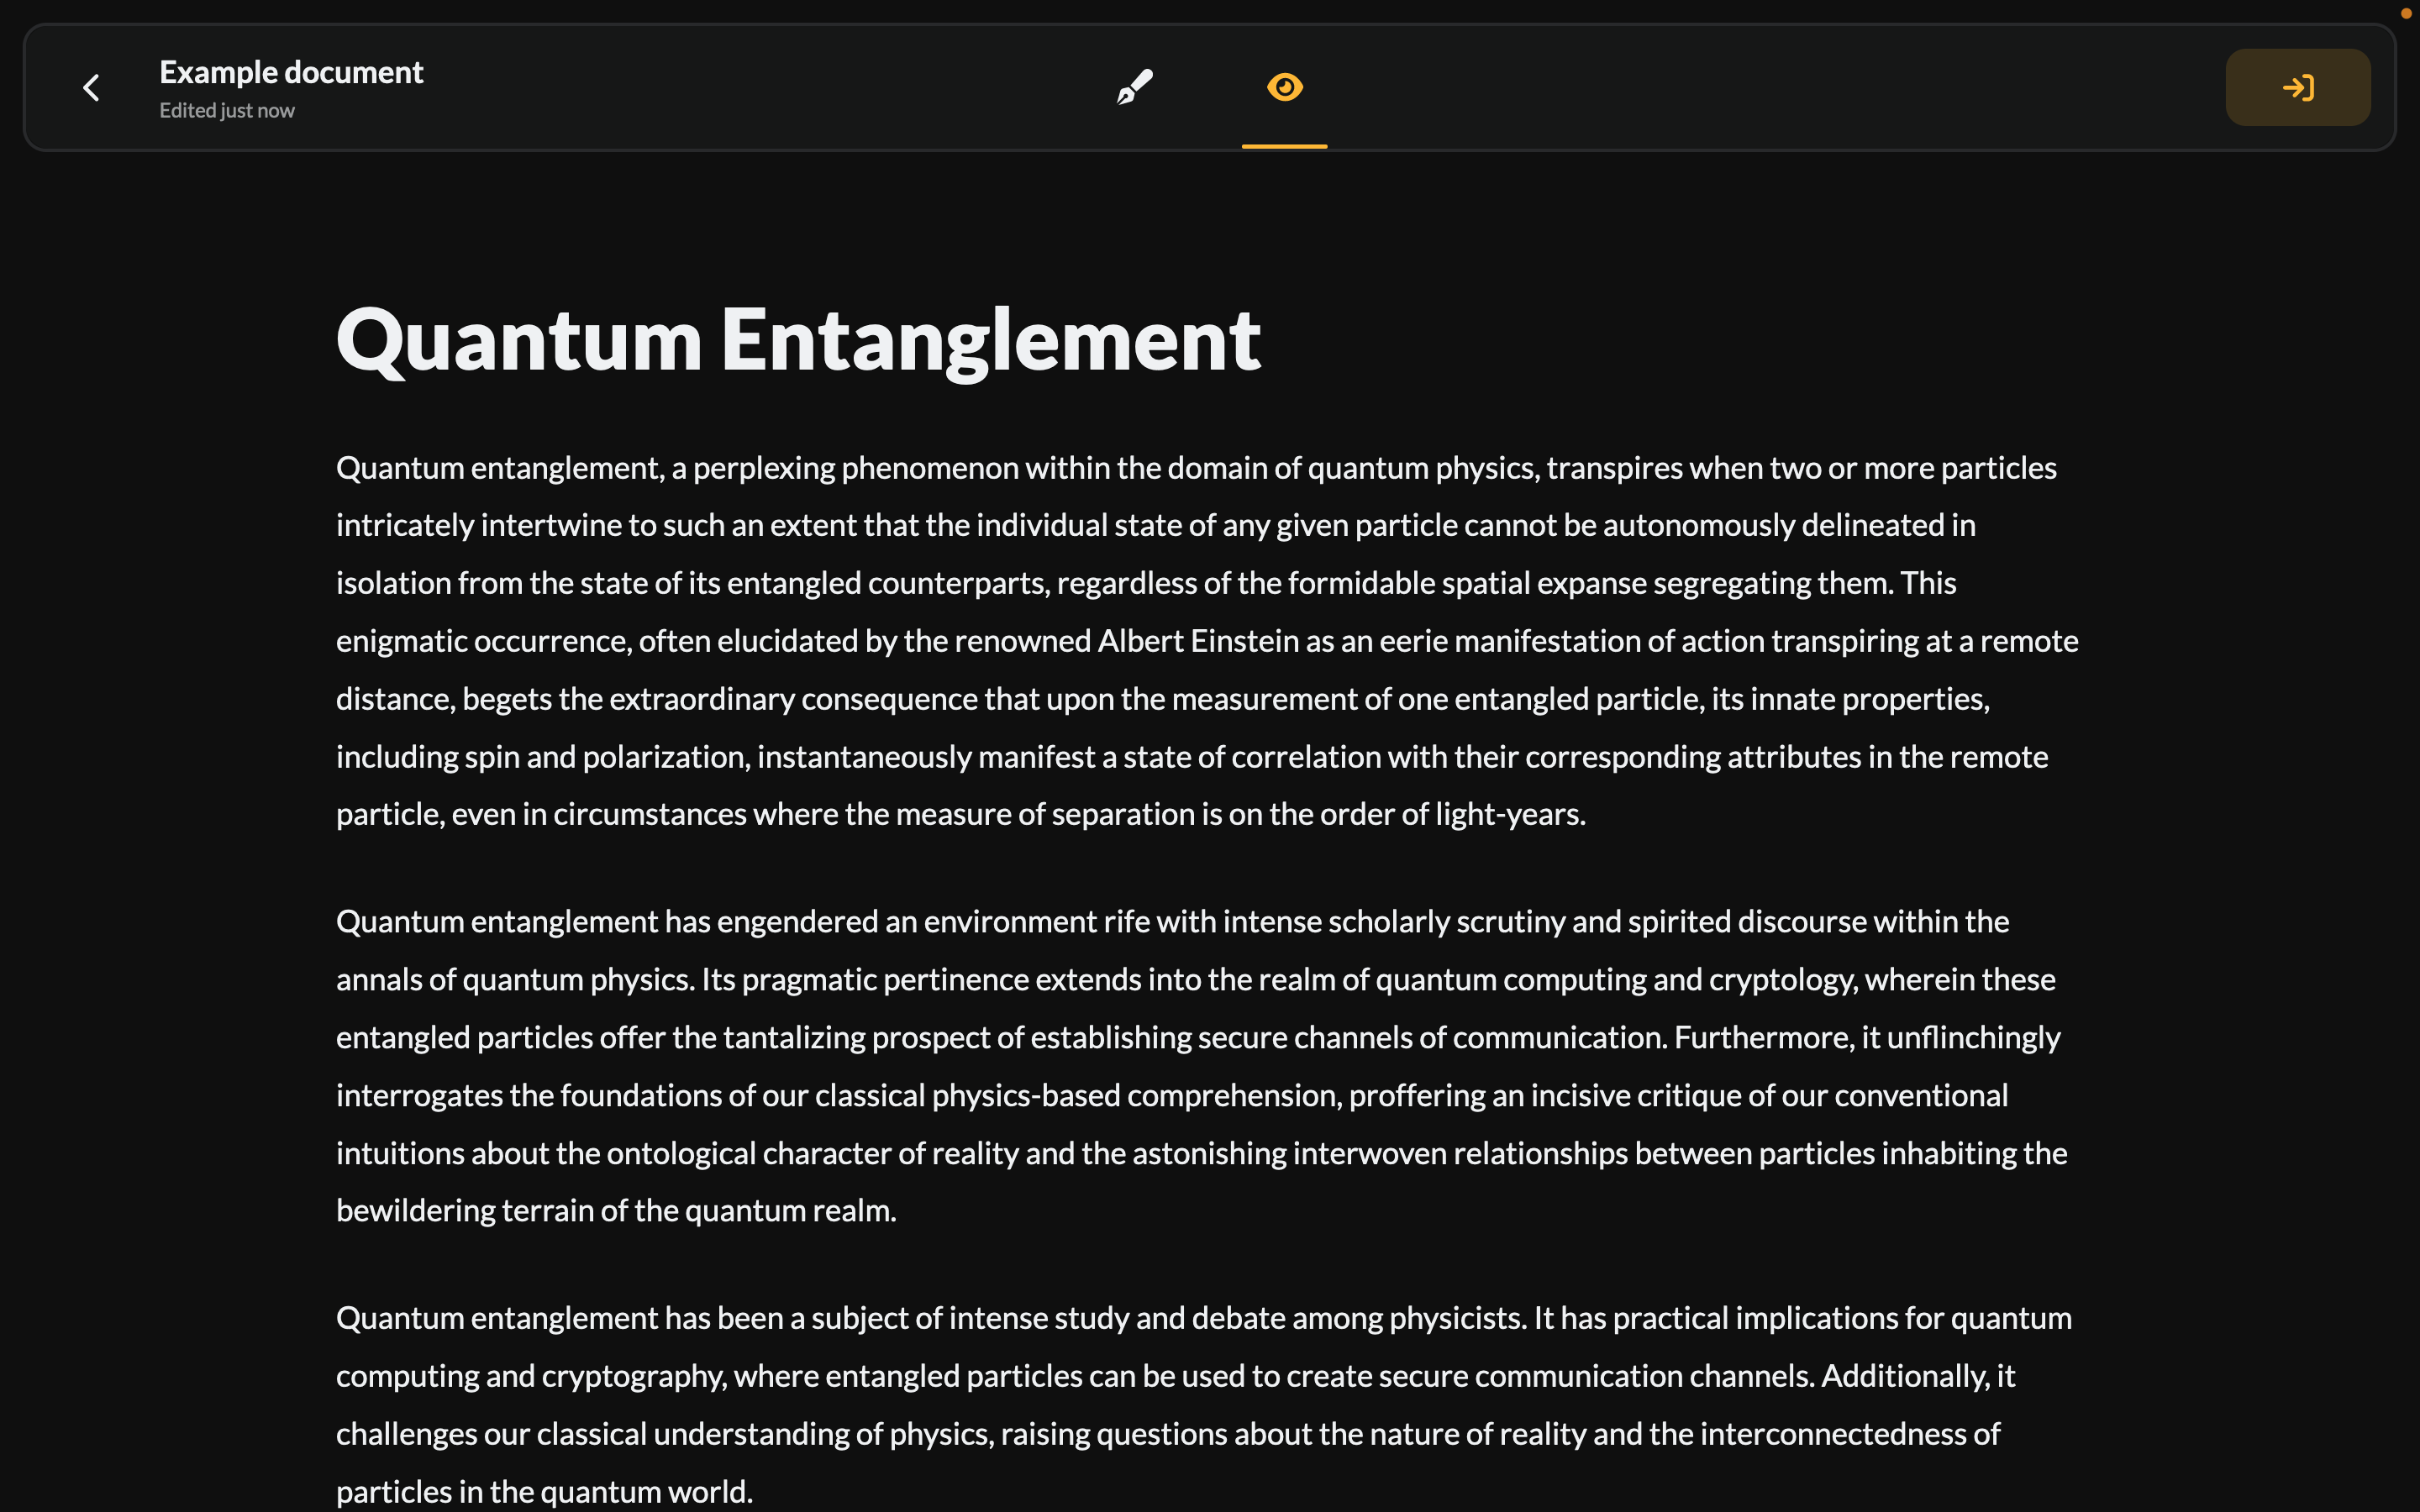 Example document
Edited just now
Quantum Entanglement
Quantum entanglement, a perplexing phenomenon within the domain of quantum physics, transpires when two or more particles
intricately intertwine to such an extent that the individual state of any given particle cannot be autonomously delineated in
isolation from the state of its entangled counterparts, regardless of the formidable spatial expanse segregating them. This
enigmatic occurrence, often elucidated by the renowned Albert Einstein as an eerie manifestation of action transpiring at a remote
distance, begets the extraordinary consequence that upon the measurement of one entangled particle, its innate properties,
including spin and polarization, instantaneously manifest a state of correlation with their corresponding attributes in the remote
particle, even in circumstances where the measure of separation is on the order of light-years.
Quantum entanglement has engendered an environment rife with intense scholarly scrutiny and spirited discourse within the
annals of quantum physics. Its pragmatic pertinence extends into the realm of quantum computing and cryptology, wherein these
entangled particles offer the tantalizing prospect of establishing secure channels of communication. Furthermore, it unflinchingly
interrogates the foundations of our classical physics-based comprehension, proffering an incisive critique of our conventional
intuitions about the ontological character of reality and the astonishing interwoven relationships between particles inhabiting the
bewildering terrain of the quantum realm.
Quantum entanglement has been a subject of intense study and debate among physicists. It has practical implications for quantum
computing and cryptography, where entangled particles can be used to create secure communication channels. Additionally, it
challenges our classical understanding of physics, raising questions about the nature of reality and the interconnectedness of
particles in the quantum world.